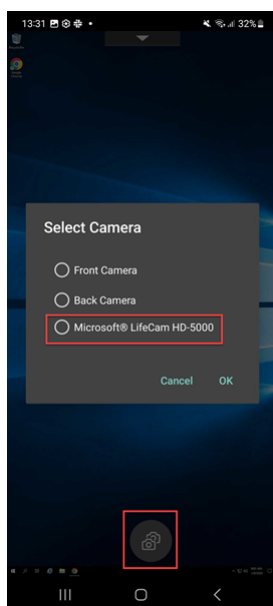 13:31
32%
Select Camera
Front Camera
Back Camera
Microsoft® LifeCam HD-5000
Cancel OK